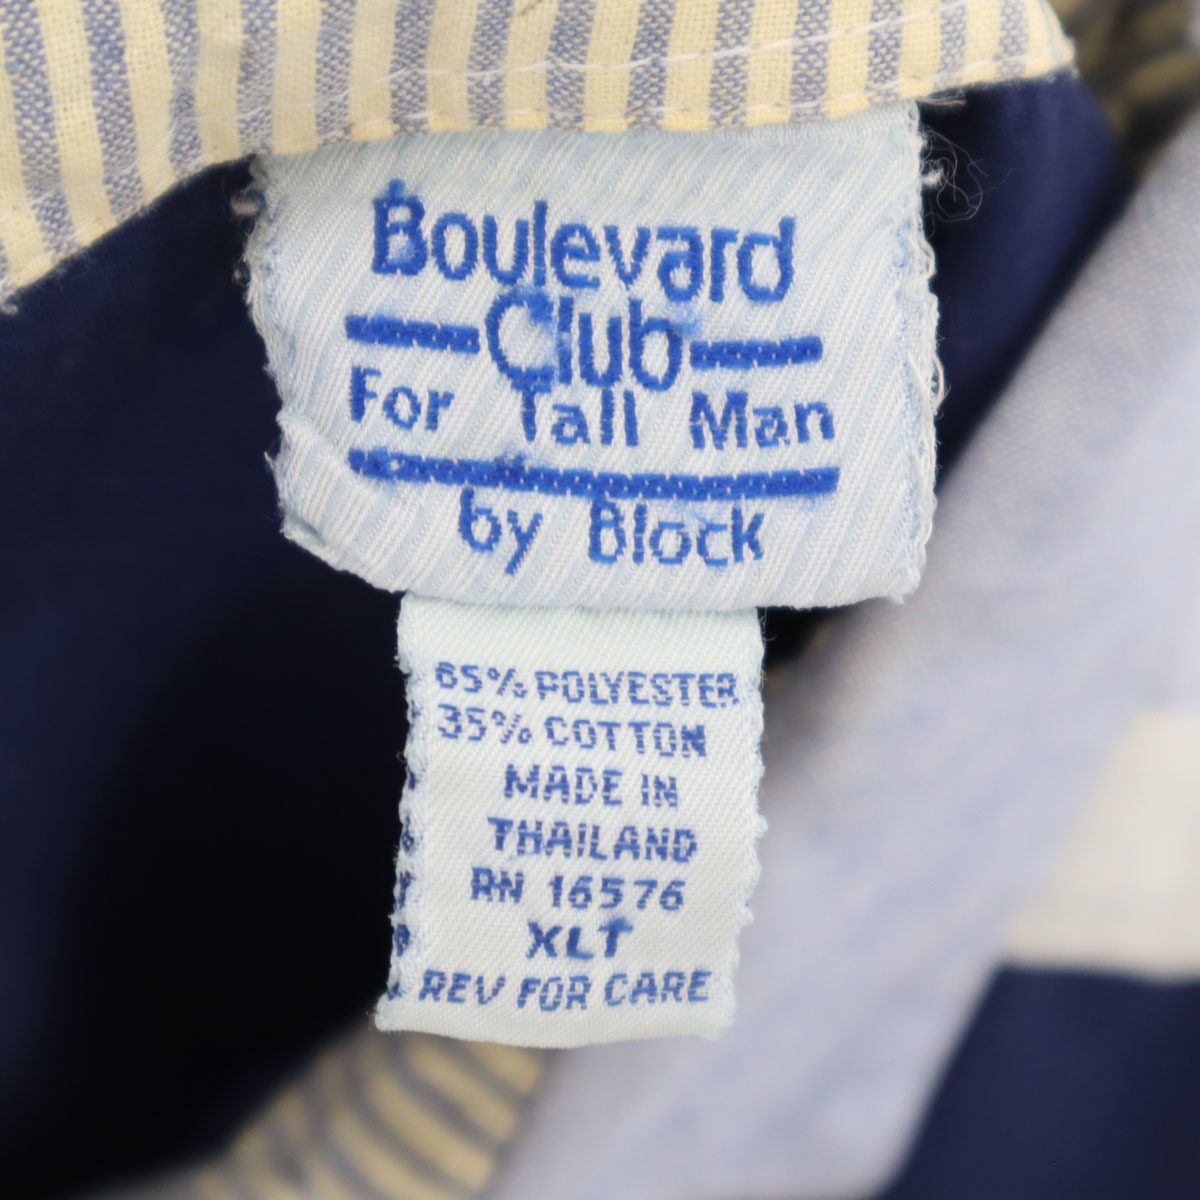 Boulevard
Club
For Tall Man
by Block
65% POLYESTER
35% COTTON
MADE IN
THAILAND
RN 16576
XLT
REV FOR CARE